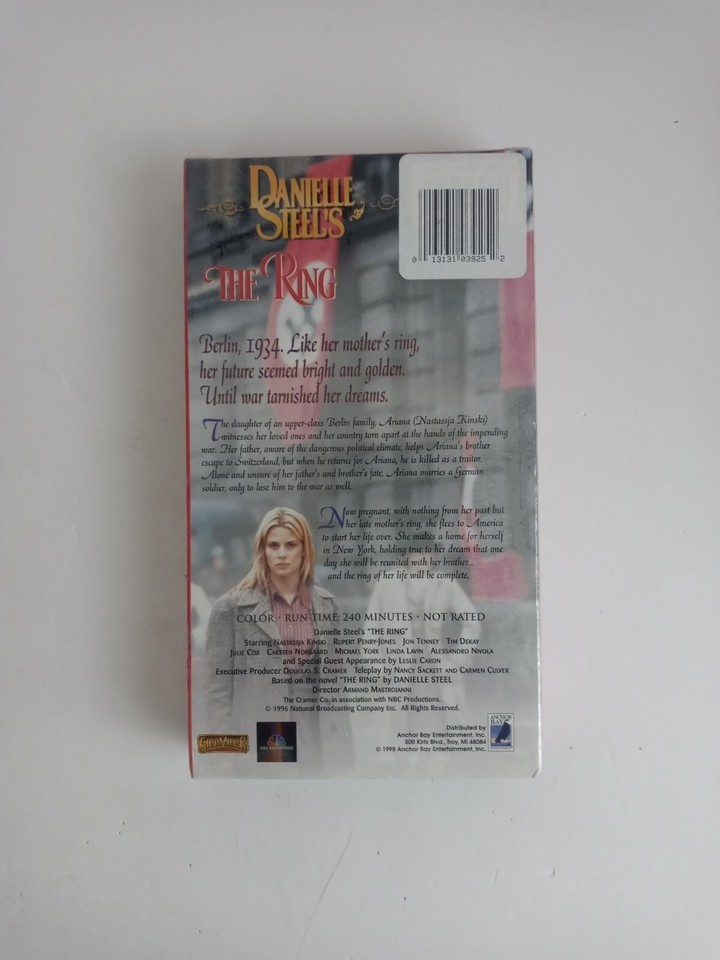 DANIELLE
STEEL'S
THE RING
0 13131 03925 2
Berlin, 1934. Like her mother's ring,
her future seemed bright and golden.
Until war tarnished her dreams.
The daughter of an upper-class Berlin family, Ariana (Nastassja Kinski)
witnesses her loved ones and her country torn apart at the hands of the impending
war. Her father, aware of the dangerous political climate, helps Ariana's brother
escape to Switzerland, but when he returns for Ariana, he is killed as a traitor.
Alone and unsure of her father's and brother's fate, Ariana marries a German
soldier, only to lose him to the war as well.
Now pregnant, with nothing from her past but
her late mother's ring, she flees to America
to start her life over. She makes a home for herself
in New York, holding true to her dream that one
day she will be reunited with her brother...
and the ring of her life will be complete.
COLOR • RUN-TIME: 240 MINUTES • NOT RATED
Danielle Steel's "THE RING"
Starring NASTASSJA KINSKI RUPERT PENRY-JONES JON TENNEY TIM DEKAY
JULIE COX CARSTEN NORGAARD MICHAEL YORK LINDA LAVIN ALESSANDRO NIVOLA
and Special Guest Appearance by LESLIE CARON
Executive Producer DOUGLAS S. CRAMER Teleplay by NANCY SACKETT AND CARMEN CULVER
Based on the novel "THE RING" by DANIELLE STEEL
Director ARMAND MASTROIANNI
The Cramer Co. in association with NBC Productions.
© 1996 National Broadcasting Company Inc. All Rights Reserved.
STARMAKER
NBC ENTERPRISES
Distributed by
Anchor Bay Entertainment, Inc.
500 Kirts Blvd., Troy, MI 48084
© 1998 Anchor Bay Entertainment, Inc.
ANCHOR
BAY